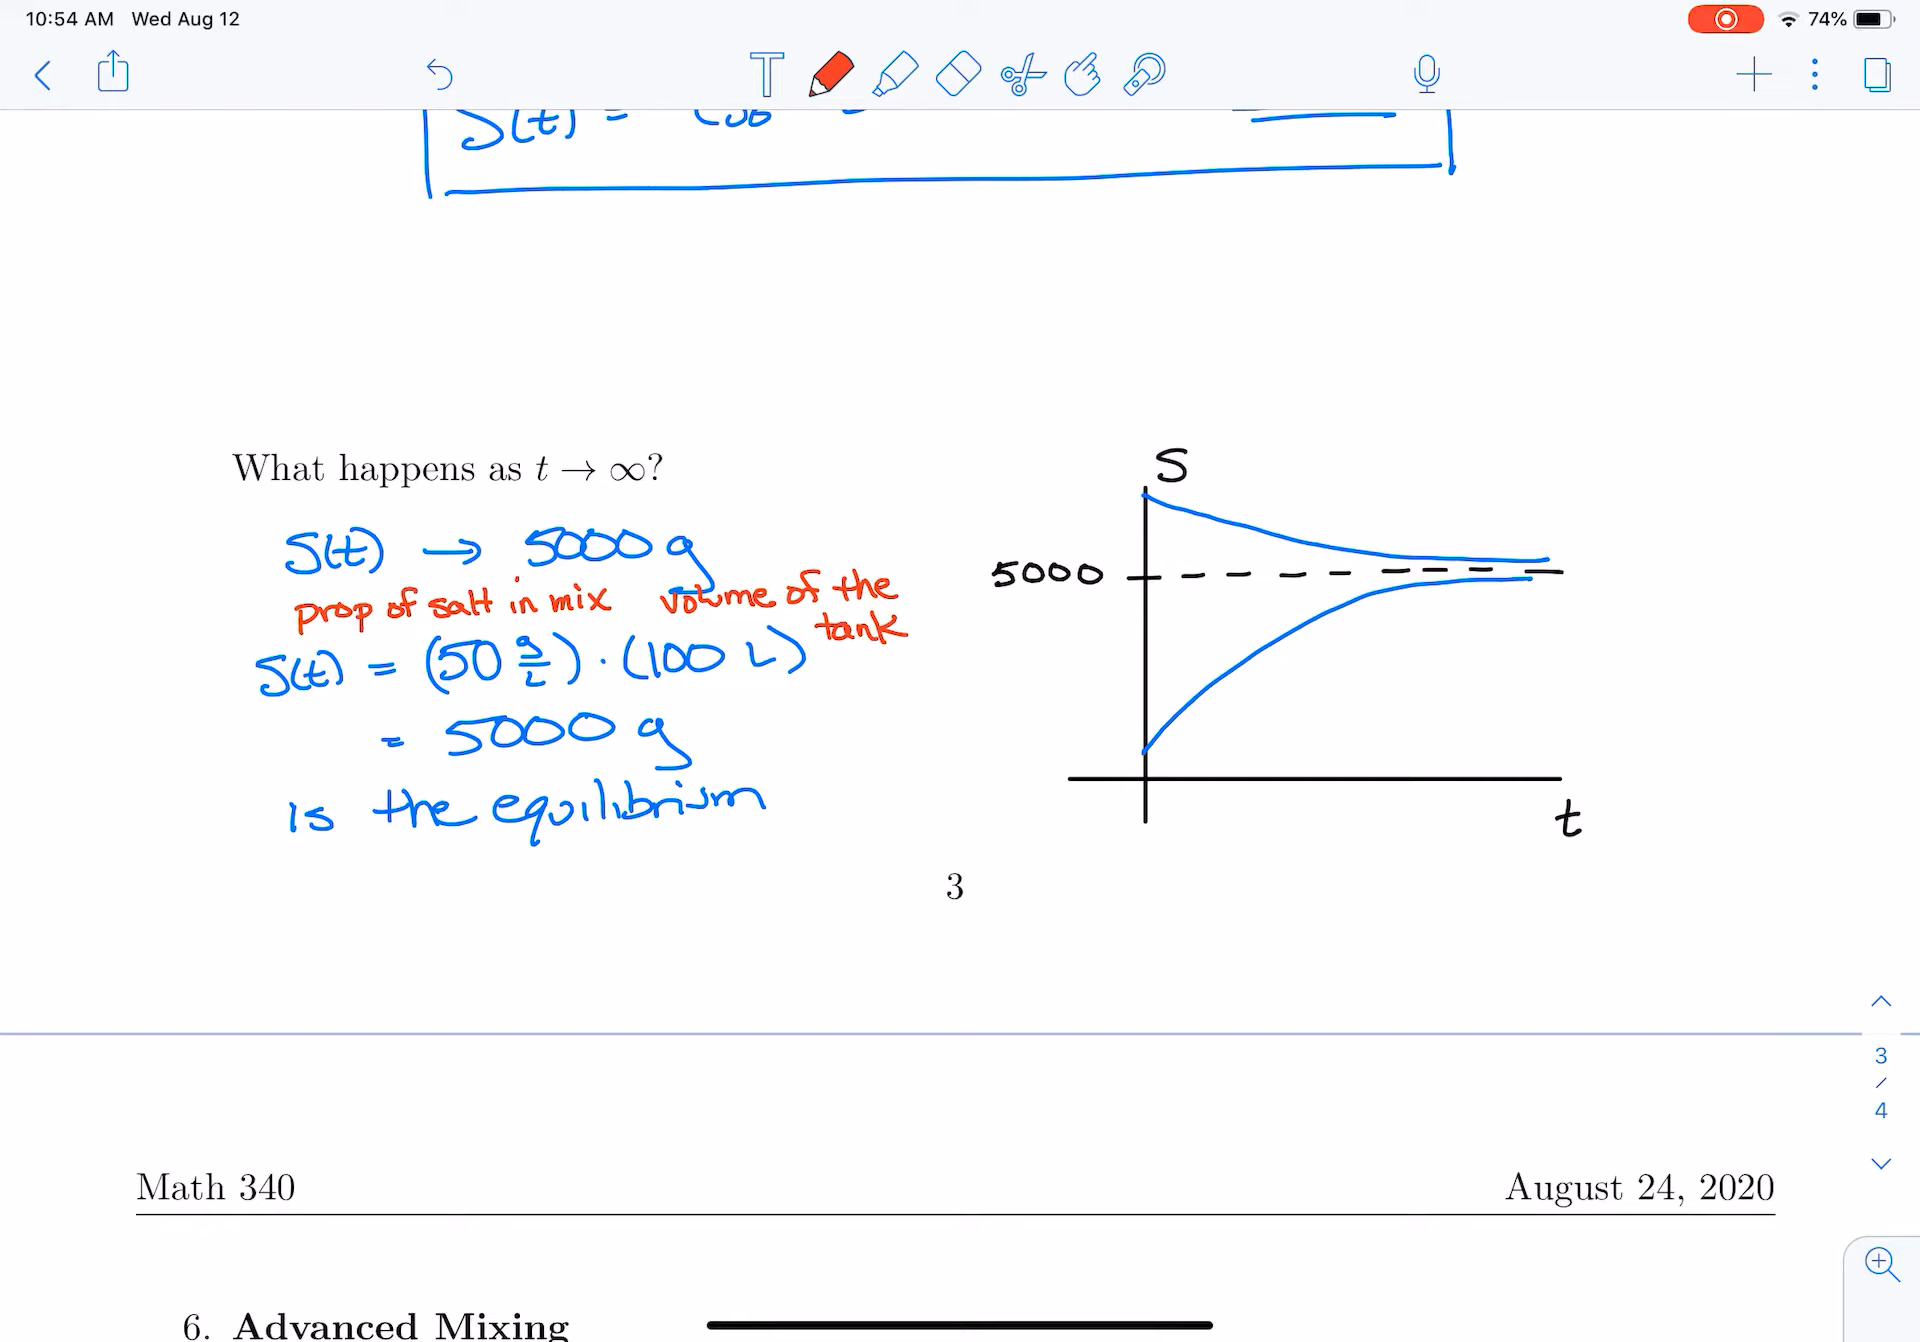 10:54 AM Wed Aug 12
74%
S(t) =
What happens as t → ∞?
S(t) → 5000 g
prop of salt in mix volume of the
tank
S(t) = (50 g/L) · (100 L)
= 5000 g
is the equilibrium
S
5000
t
3
3
/
4
Math 340 August 24, 2020
6. Advanced Mixing